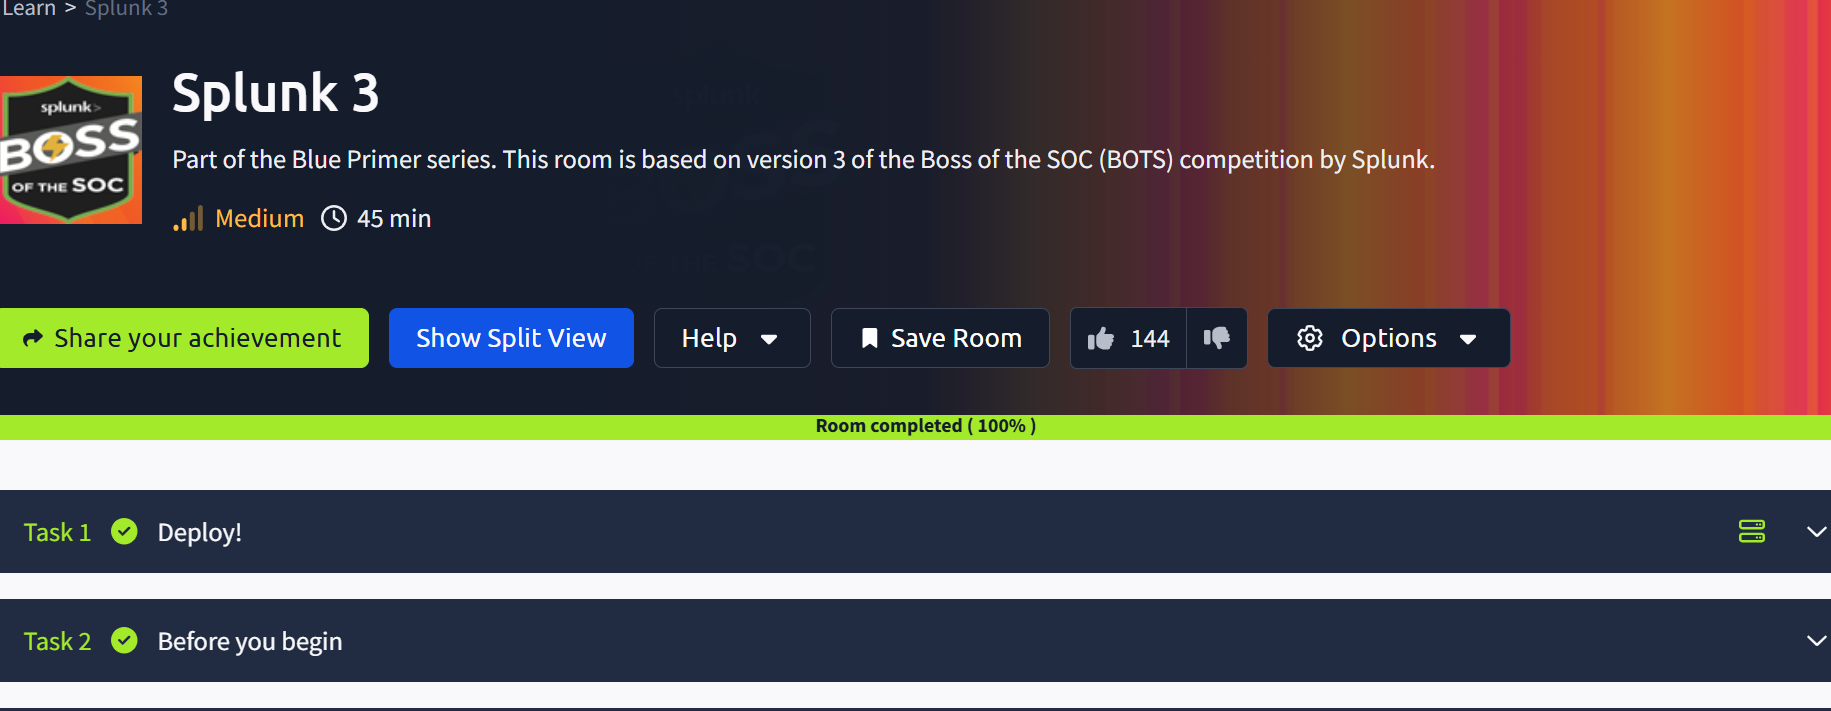 Learn > Splunk 3
splunk>
BOSS
OF THE SOC
Splunk 3
Part of the Blue Primer series. This room is based on version 3 of the Boss of the SOC (BOTS) competition by Splunk.
Medium 45 min
Share your achievement Show Split View Help Save Room 144 Options
Room completed ( 100% )
Task 1 Deploy!
Task 2 Before you begin